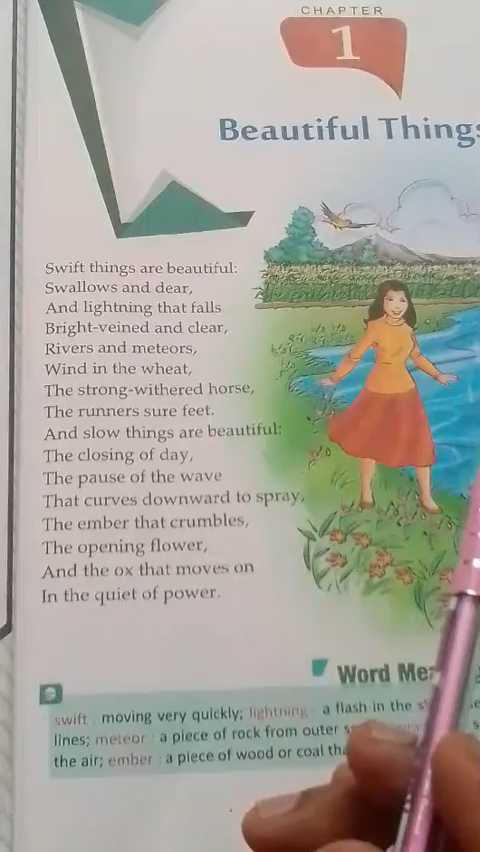 CHAPTER
1
Beautiful Things
Swift things are beautiful:
Swallows and dear,
And lightning that falls
Bright-veined and clear,
Rivers and meteors,
Wind in the wheat,
The strong-withered horse,
The runners sure feet.
And slow things are beautiful:
The closing of day,
The pause of the wave
That curves downward to spray,
The ember that crumbles,
The opening flower,
And the ox that moves on
In the quiet of power.
Word
swift : moving very quickly; lightning : a flash in the
lines; meteor : a piece of rock from outer
the air; ember : a piece of wood or coal